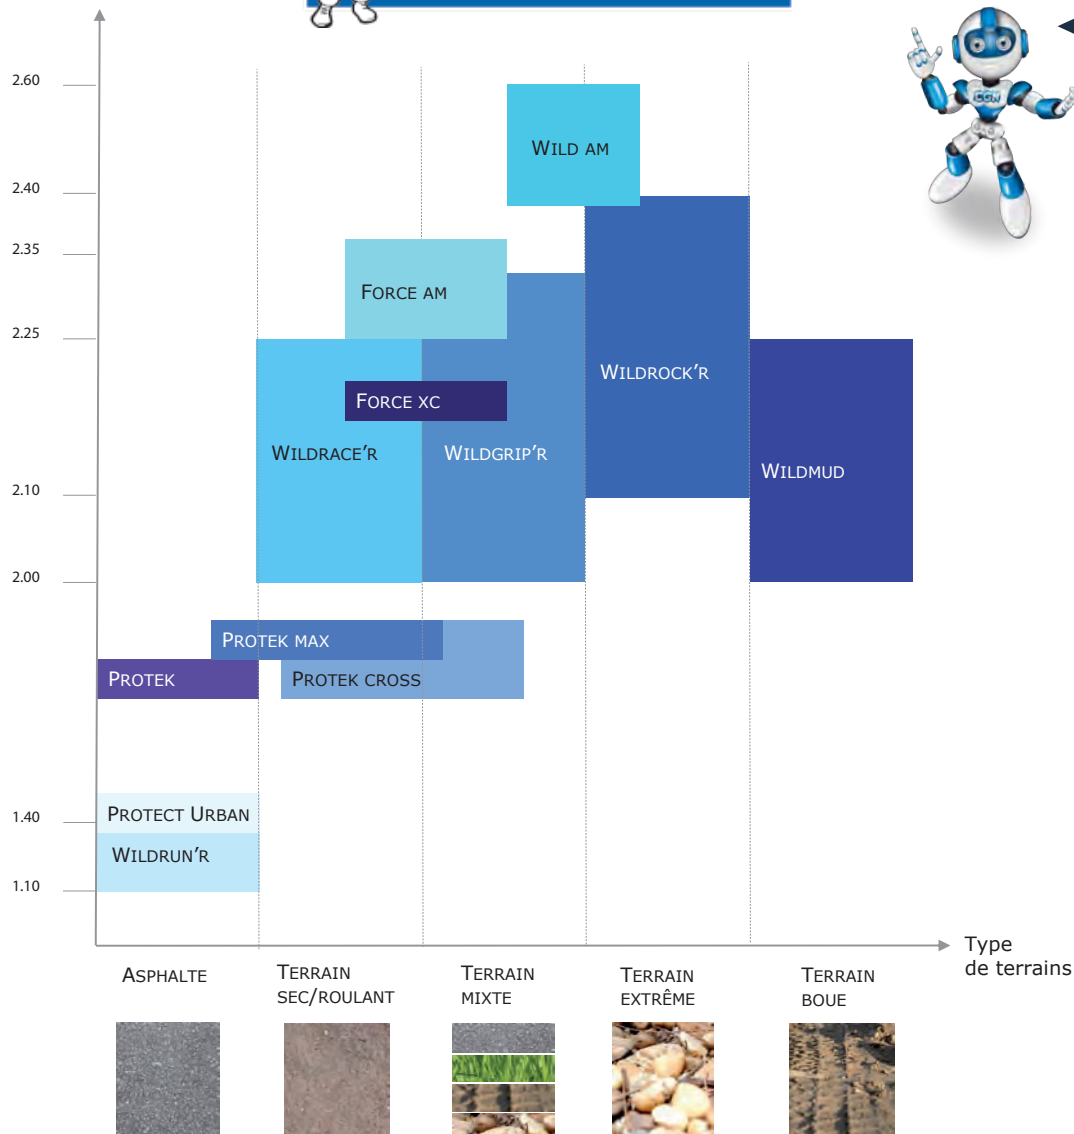 2.60
WILD AM
2.40
2.35
FORCE AM
2.25
WILDROCK'R
FORCE XC
WILDRACE'R
WILDGRIP'R
WILDMUD
2.10
2.00
PROTEK MAX
PROTEK
PROTEK CROSS
PROTECT URBAN
1.40
WILDRUN'R
1.10
Type
de terrains
ASPHALTE
TERRAIN
SEC/ROULANT
TERRAIN
MIXTE
TERRAIN
EXTRÊME
TERRAIN
BOUE
CGN